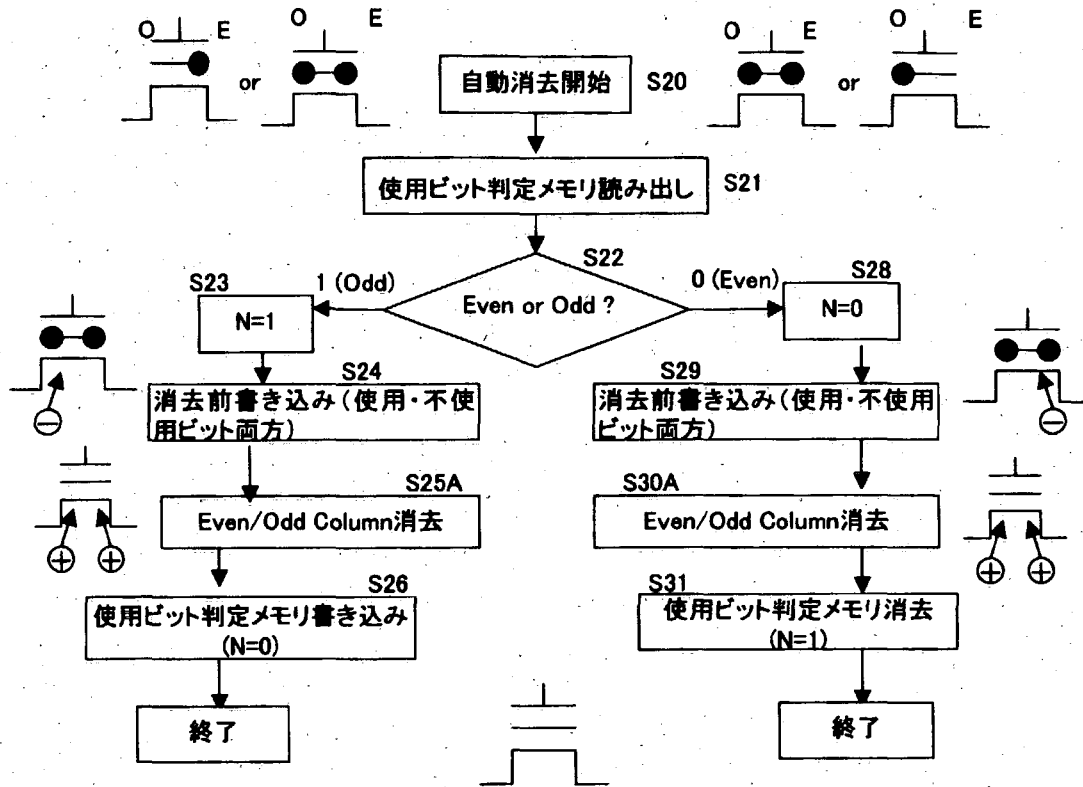 O E
or
O E
自動消去開始 S20
O E
or
O E
使用ビット判定メモリ読み出し S21
S22
Even or Odd ?
1 (Odd)
0 (Even)
S23
N=1
S28
N=0
S24
消去前書き込み(使用・不使
用ビット両方)
⊖
S29
消去前書き込み(使用・不使
用ビット両方)
⊖
S25A
Even/Odd Column消去
⊕ ⊕
S30A
Even/Odd Column消去
⊕ ⊕
S26
使用ビット判定メモリ書き込み
(N=0)
S31
使用ビット判定メモリ消去
(N=1)
終了
終了